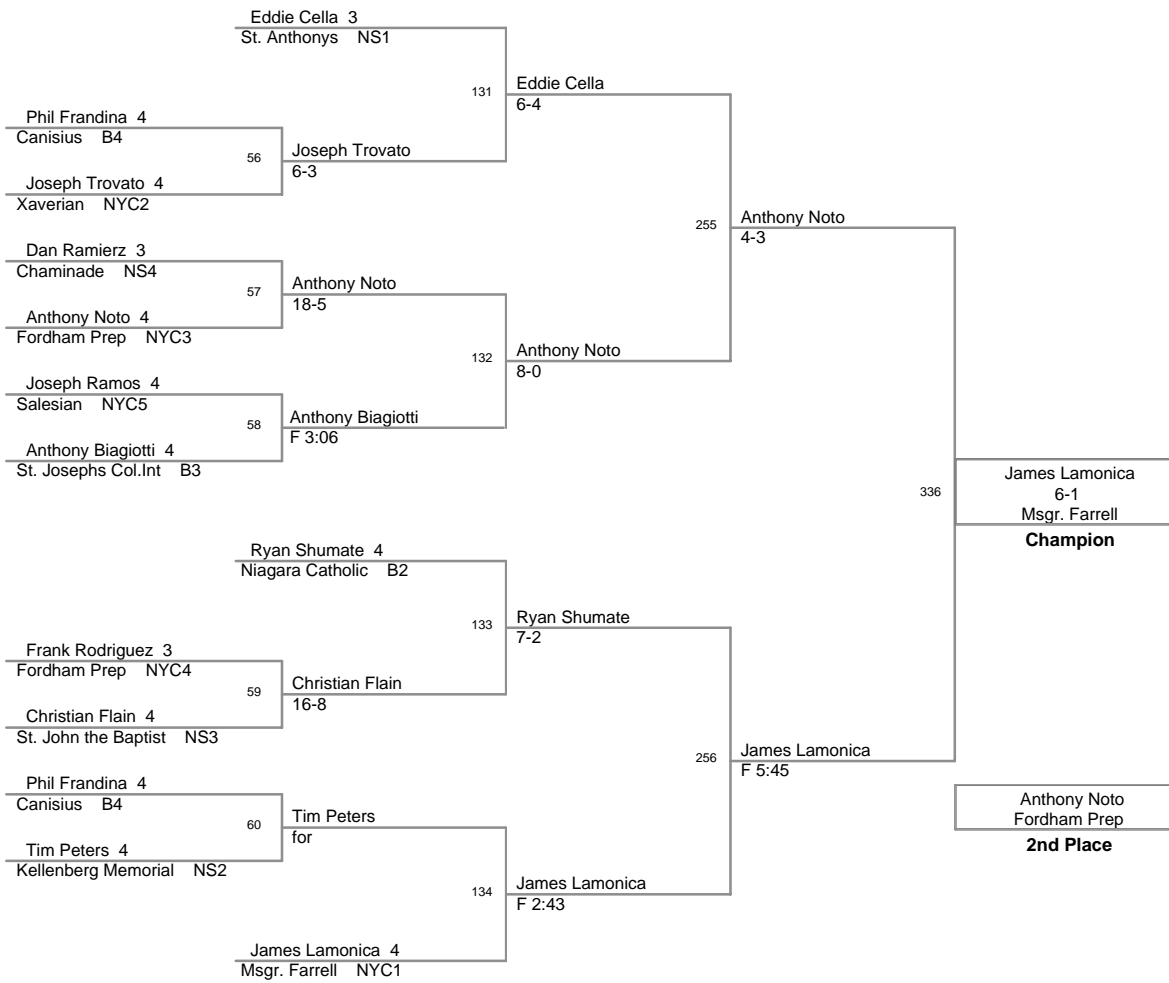 Eddie Cella 3
St. Anthonys NS1
131
Eddie Cella
6-4
Phil Frandina 4
Canisius B4
56
Joseph Trovato
6-3
Joseph Trovato 4
Xaverian NYC2
255
Anthony Noto
4-3
Dan Ramierz 3
Chaminade NS4
57
Anthony Noto
18-5
Anthony Noto 4
Fordham Prep NYC3
132
Anthony Noto
8-0
Joseph Ramos 4
Salesian NYC5
58
Anthony Biagiotti
F 3:06
Anthony Biagiotti 4
St. Josephs Col.Int B3
336
James Lamonica
6-1
Msgr. Farrell
Champion
Ryan Shumate 4
Niagara Catholic B2
133
Ryan Shumate
7-2
Frank Rodriguez 3
Fordham Prep NYC4
59
Christian Flain
16-8
Christian Flain 4
St. John the Baptist NS3
256
James Lamonica
F 5:45
Phil Frandina 4
Canisius B4
60
Tim Peters
for
Tim Peters 4
Kellenberg Memorial NS2
134
James Lamonica
F 2:43
James Lamonica 4
Msgr. Farrell NYC1
Anthony Noto
Fordham Prep
2nd Place